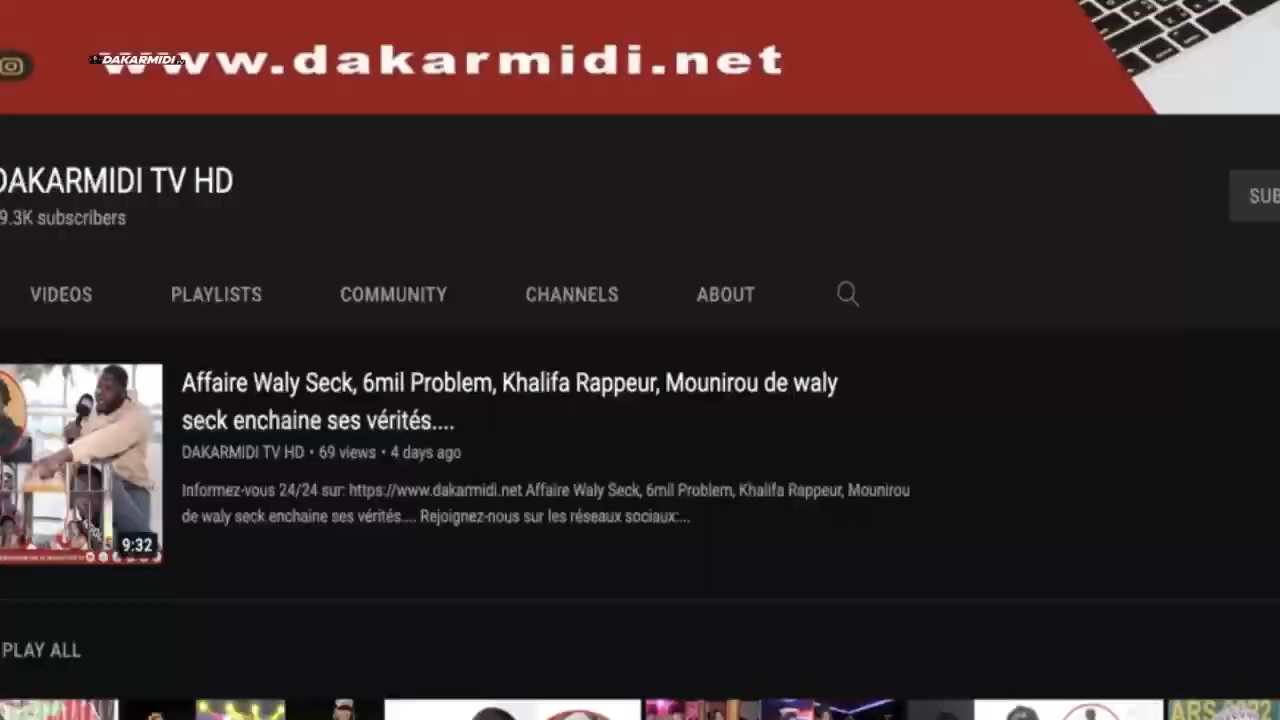 www.dakarmidi.net
DAKARMIDI
DAKARMIDI TV HD
9.3K subscribers
SUB
VIDEOS
PLAYLISTS
COMMUNITY
CHANNELS
ABOUT
Affaire Waly Seck, 6mil Problem, Khalifa Rappeur, Mounirou de waly
seck enchaine ses vérités....
DAKARMIDI TV HD • 69 views • 4 days ago
Informez-vous 24/24 sur: https://www.dakarmidi.net Affaire Waly Seck, 6mil Problem, Khalifa Rappeur, Mounirou
de waly seck enchaine ses vérités.... Rejoignez-nous sur les réseaux sociaux:...
9:32
PLAY ALL